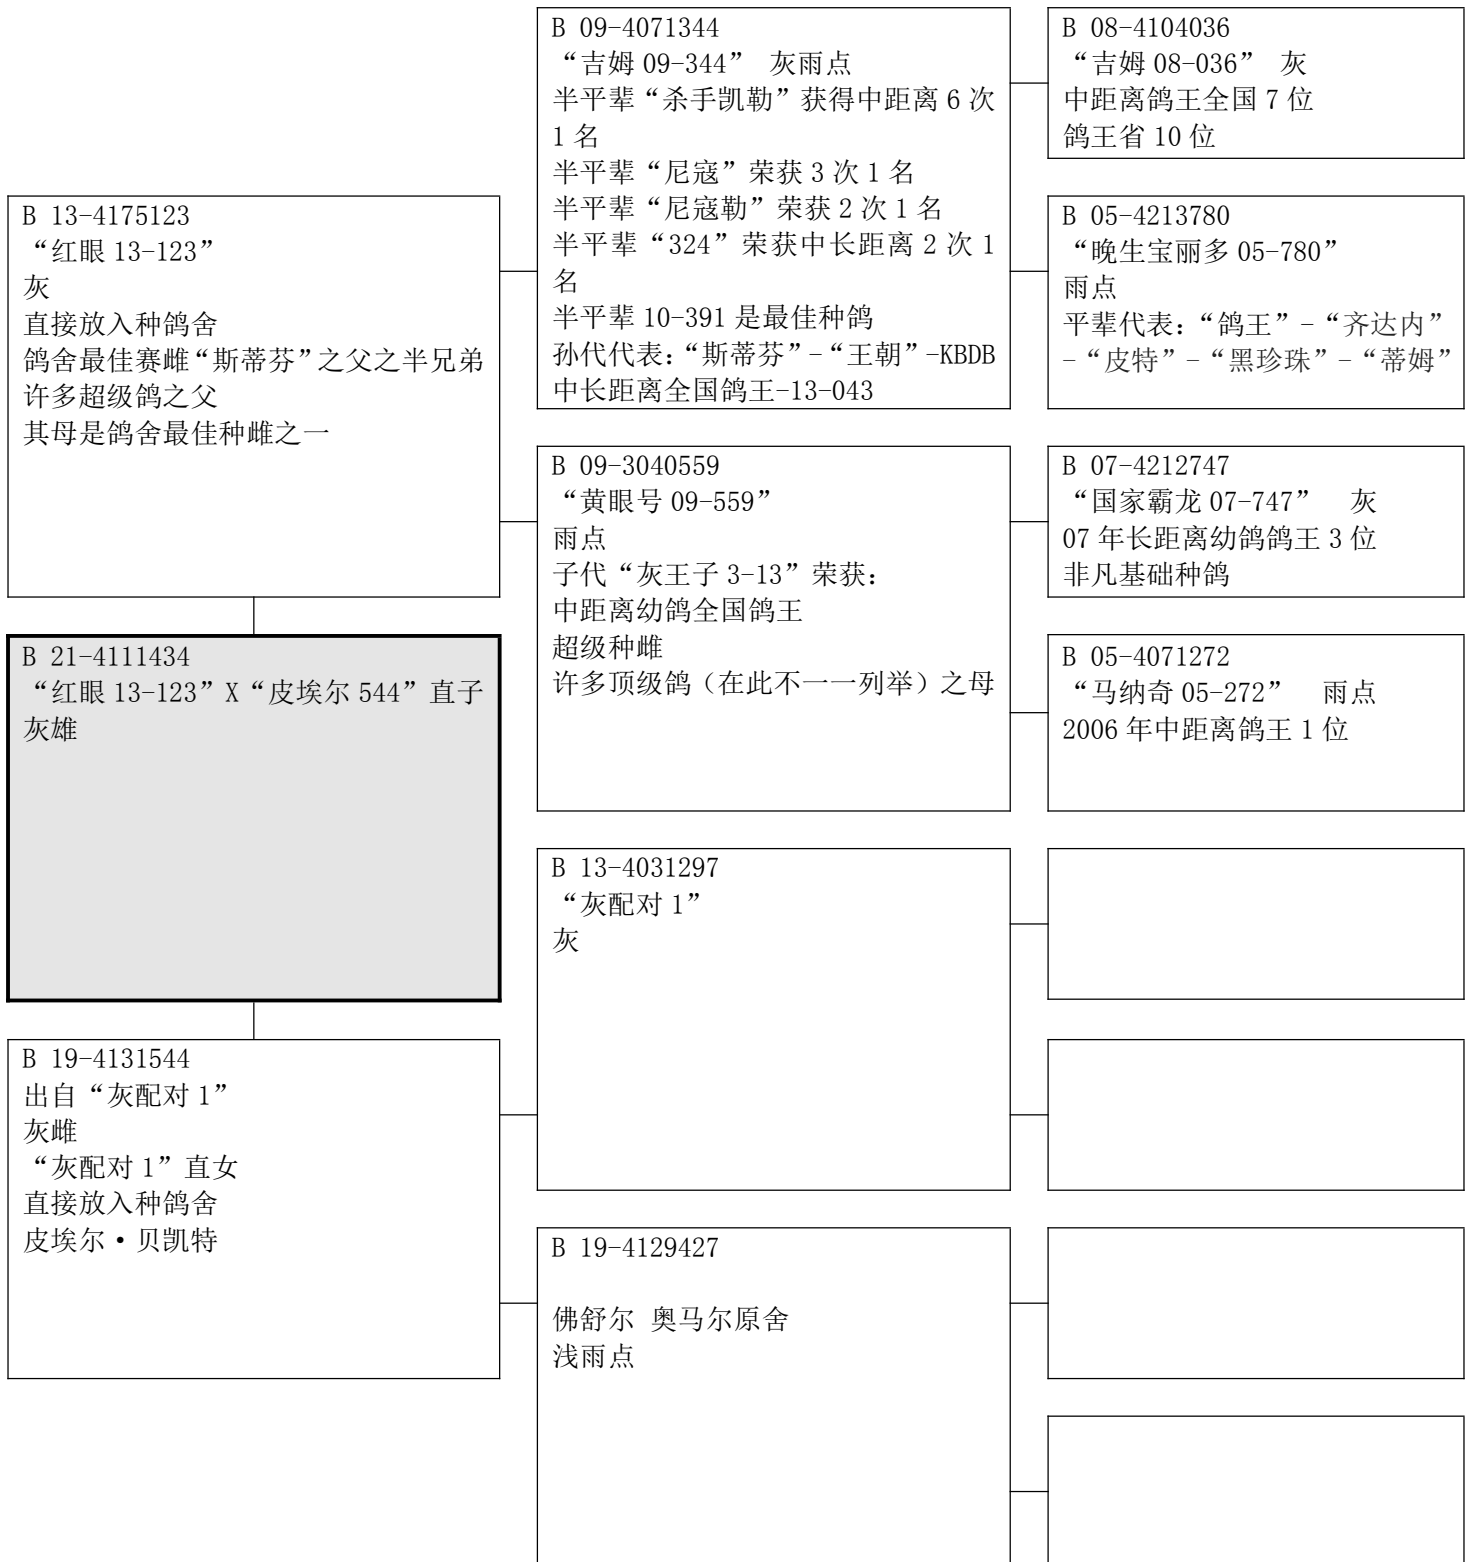 B 13-4175123
“红眼 13-123”
灰
直接放入种鸽舍
鸽舍最佳赛雌“斯蒂芬”之父之半兄弟
许多超级鸽之父
其母是鸽舍最佳种雌之一
B 21-4111434
“红眼 13-123”X“皮埃尔 544”直子
灰雄
B 19-4131544
出自“灰配对 1”
灰雌
“灰配对 1”直女
直接放入种鸽舍
皮埃尔·贝凯特
B 09-4071344
“吉姆 09-344” 灰雨点
半平辈“杀手凯勒”获得中距离 6 次
1 名
半平辈“尼寇”荣获 3 次 1 名
半平辈“尼寇勒”荣获 2 次 1 名
半平辈“324”荣获中长距离 2 次 1
名
半平辈 10-391 是最佳种鸽
孙代代表：“斯蒂芬”-“王朝”-KBDB
中长距离全国鸽王-13-043
B 09-3040559
“黄眼号 09-559”
雨点
子代“灰王子 3-13”荣获：
中距离幼鸽全国鸽王
超级种雌
许多顶级鸽（在此不一一列举）之母
B 13-4031297
“灰配对 1”
灰
B 19-4129427
佛舒尔 奥马尔原舍
浅雨点
B 08-4104036
“吉姆 08-036” 灰
中距离鸽王全国 7 位
鸽王省 10 位
B 05-4213780
“晚生宝丽多 05-780”
雨点
平辈代表：“鸽王”-“齐达内”
-“皮特”-“黑珍珠”-“蒂姆”
B 07-4212747
“国家霸龙 07-747” 灰
07 年长距离幼鸽鸽王 3 位
非凡基础种鸽
B 05-4071272
“马纳奇 05-272” 雨点
2006 年中距离鸽王 1 位